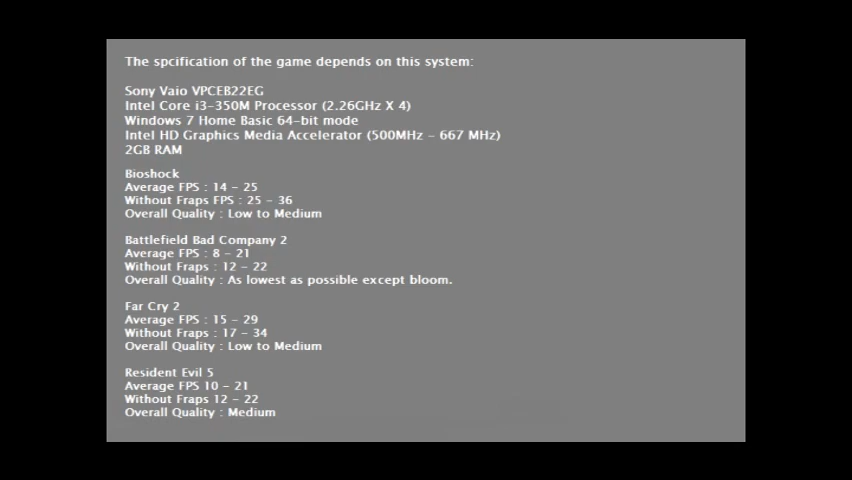 The spcification of the game depends on this system:
Sony Vaio VPCEB22EG
Intel Core i3-350M Processor (2.26GHz X 4)
Windows 7 Home Basic 64-bit mode
Intel HD Graphics Media Accelerator (500MHz - 667 MHz)
2GB RAM
Bioshock
Average FPS : 14 - 25
Without Fraps FPS : 25 - 36
Overall Quality : Low to Medium
Battlefield Bad Company 2
Average FPS : 8 - 21
Without Fraps : 12 - 22
Overall Quality : As lowest as possible except bloom.
Far Cry 2
Average FPS : 15 - 29
Without Fraps : 17 - 34
Overall Quality : Low to Medium
Resident Evil 5
Average FPS 10 - 21
Without Fraps 12 - 22
Overall Quality : Medium